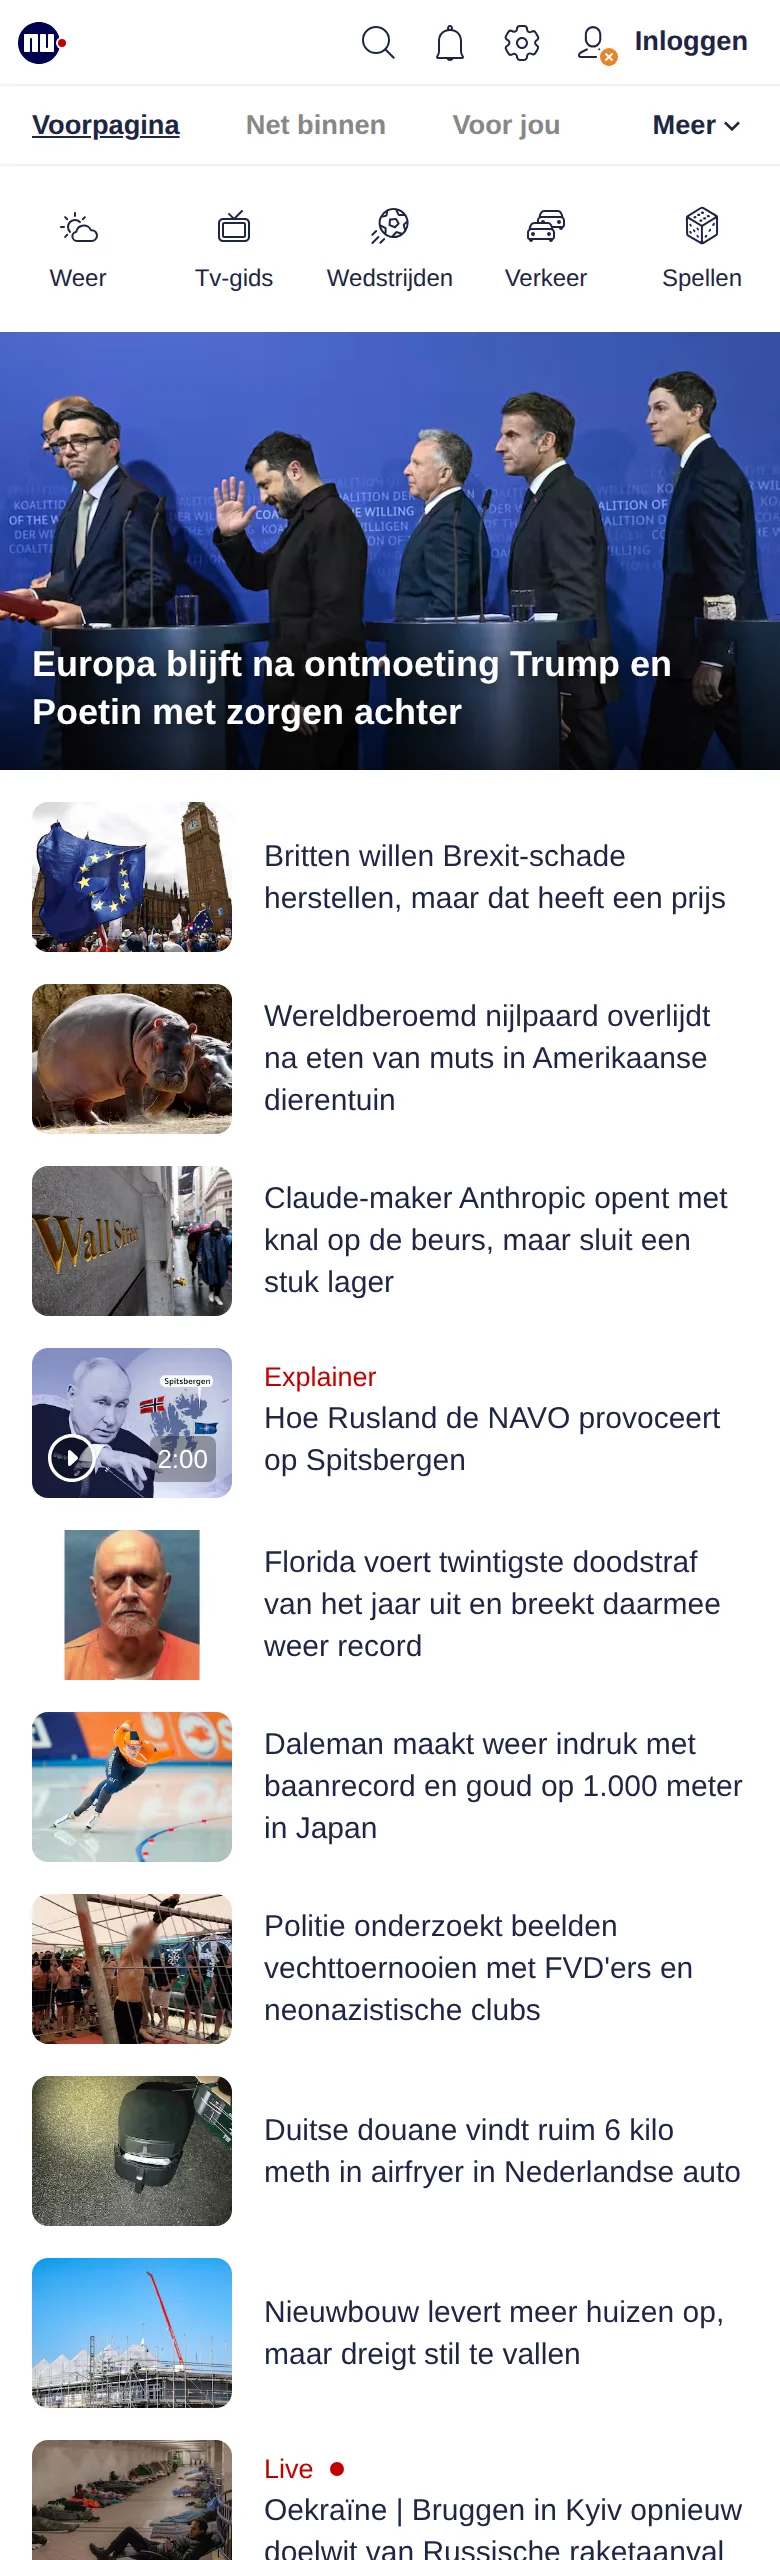 nu
Inloggen
Voorpagina Net binnen Voor jou Meer
Weer Tv-gids Wedstrijden Verkeer Spellen
Europa blijft na ontmoeting Trump en
Poetin met zorgen achter
Britten willen Brexit-schade
herstellen, maar dat heeft een prijs
Wereldberoemd nijlpaard overlijdt
na eten van muts in Amerikaanse
dierentuin
Wall Street
Claude-maker Anthropic opent met
knal op de beurs, maar sluit een
stuk lager
Spitsbergen
2:00
Explainer
Hoe Rusland de NAVO provoceert
op Spitsbergen
Florida voert twintigste doodstraf
van het jaar uit en breekt daarmee
weer record
Daleman maakt weer indruk met
baanrecord en goud op 1.000 meter
in Japan
Politie onderzoekt beelden
vechttoernooien met FVD'ers en
neonazistische clubs
Duitse douane vindt ruim 6 kilo
meth in airfryer in Nederlandse auto
Nieuwbouw levert meer huizen op,
maar dreigt stil te vallen
Live
Oekraïne | Bruggen in Kyiv opnieuw
doelwit van Russische raketaanval